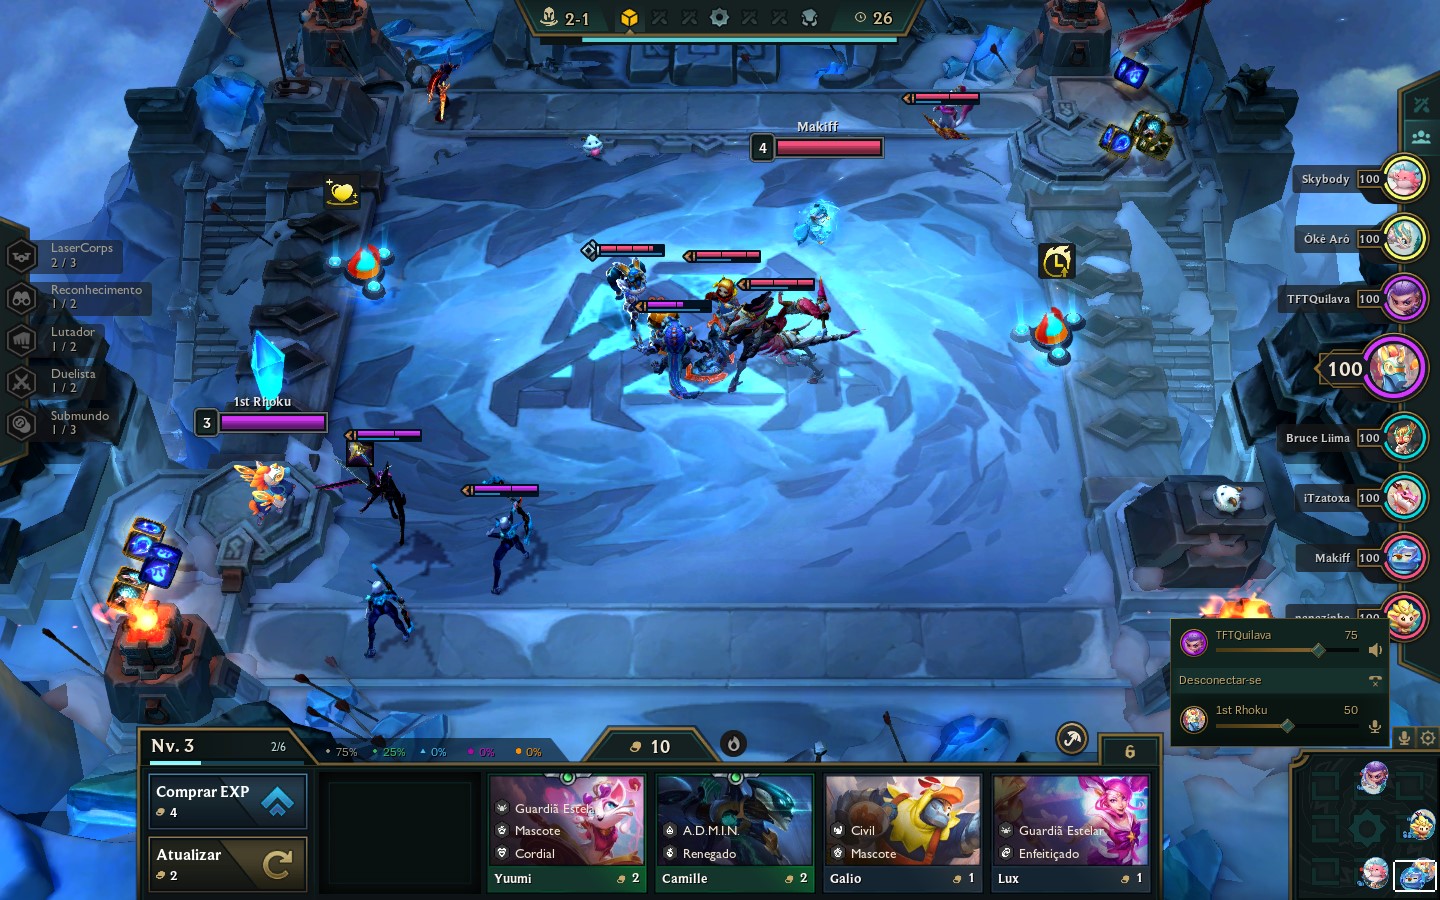 2-1
26
Makiff
4
Skybody 100
Ókê Arô 100
TFTQuilava 100
100
Bruce Liima 100
iTzatoxa 100
Makiff 100
100
LaserCorps
2 / 3
Reconhecimento
1 / 2
Lutador
1 / 2
Duelista
1 / 2
Submundo
1 / 3
1st Rhoku
3
TFTQuilava 75
Desconectar-se
1st Rhoku 50
Nv. 3 2/6
75% 25% 0% 0% 0%
10
6
Comprar EXP
4
Atualizar
2
Guardiã Estelar
Mascote
Cordial
Yuumi 2
A.D.M.I.N.
Renegado
Camille 2
Civil
Mascote
Galio 1
Guardiã Estelar
Enfeitiçado
Lux 1